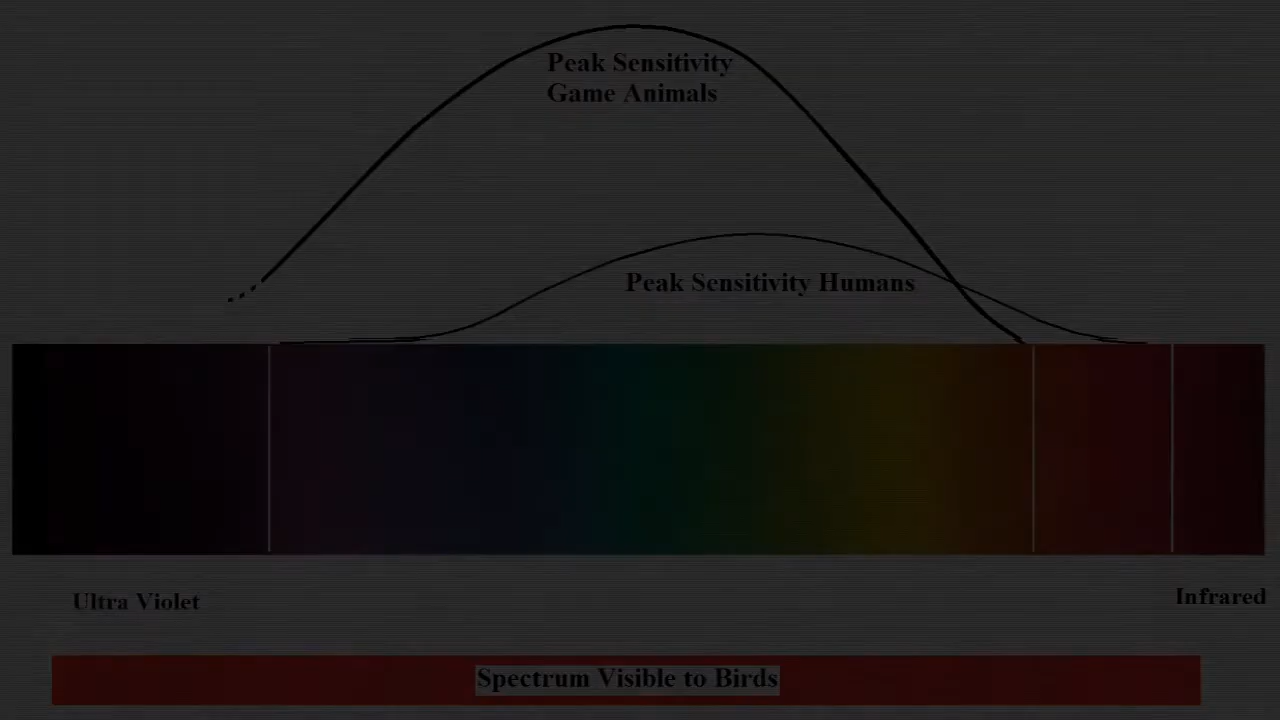 Peak Sensitivity
Game Animals
Peak Sensitivity Humans
Ultra Violet
Infrared
Spectrum Visible to Birds